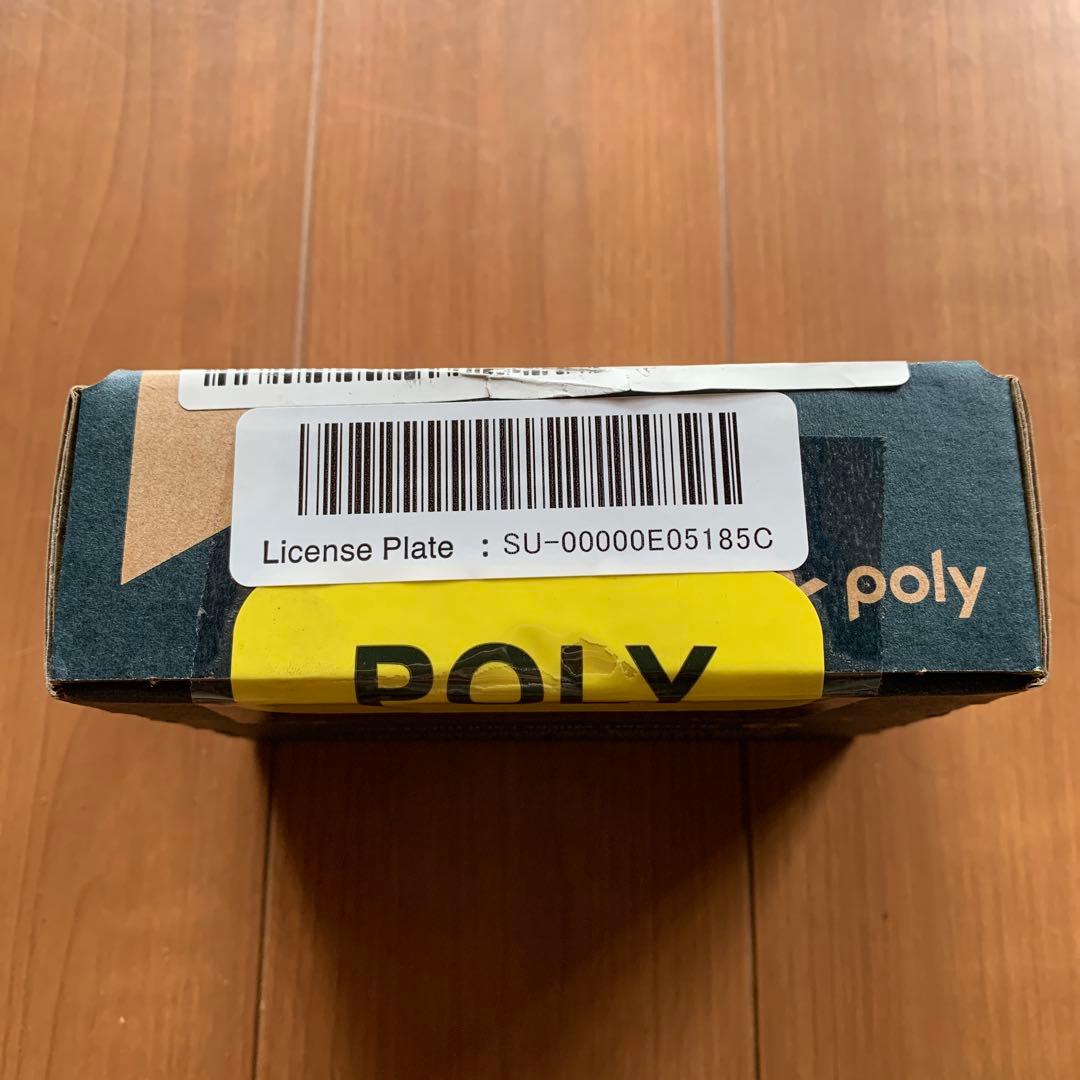 License Plate : SU-00000E05185C
poly
POLY